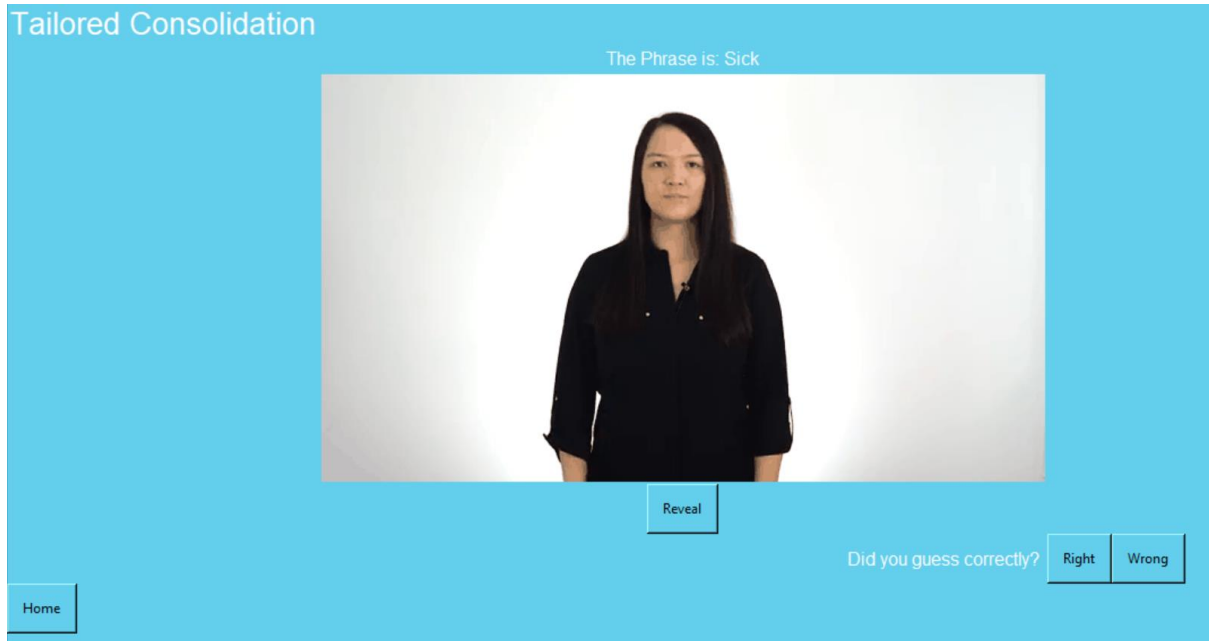 Tailored Consolidation
The Phrase is: Sick
Reveal
Did you guess correctly? Right Wrong
Home